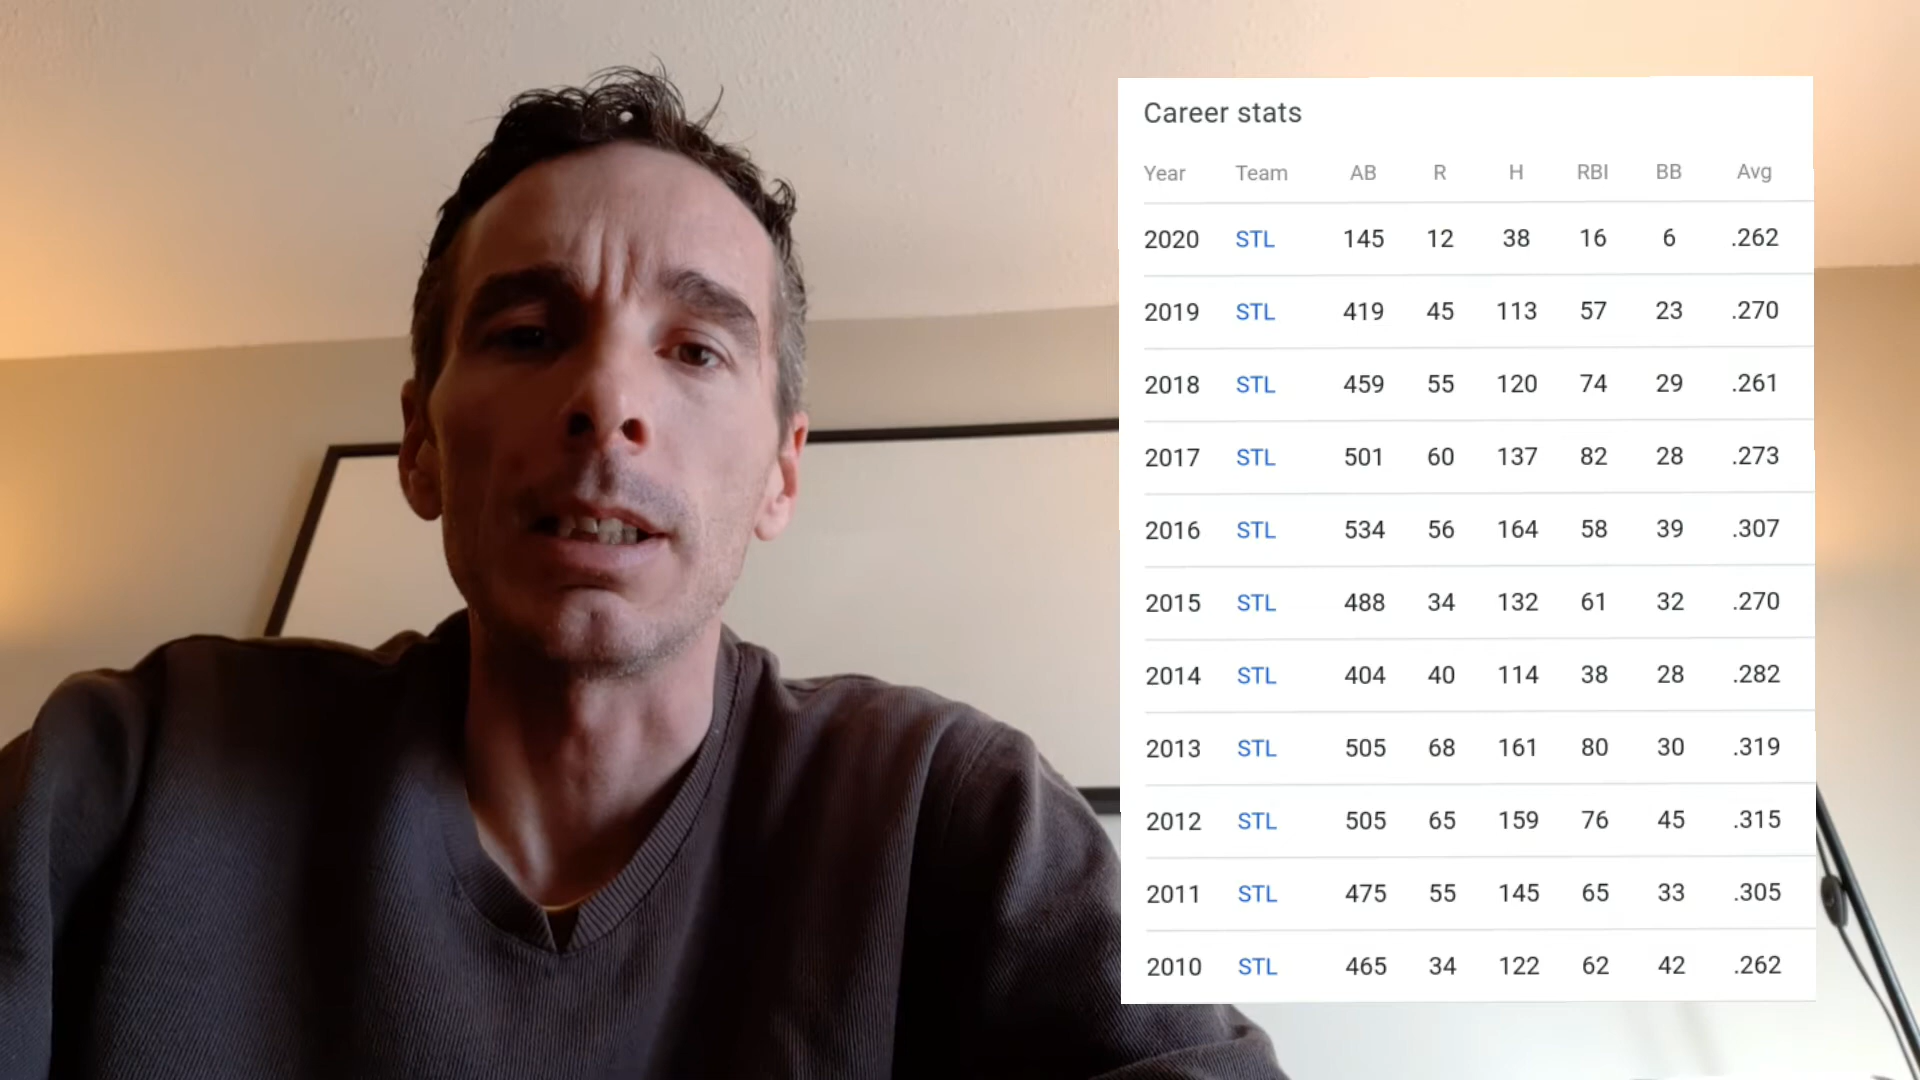 Career stats
Year Team AB R H RBI BB Avg
2020 STL 145 12 38 16 6 .262
2019 STL 419 45 113 57 23 .270
2018 STL 459 55 120 74 29 .261
2017 STL 501 60 137 82 28 .273
2016 STL 534 56 164 58 39 .307
2015 STL 488 34 132 61 32 .270
2014 STL 404 40 114 38 28 .282
2013 STL 505 68 161 80 30 .319
2012 STL 505 65 159 76 45 .315
2011 STL 475 55 145 65 33 .305
2010 STL 465 34 122 62 42 .262